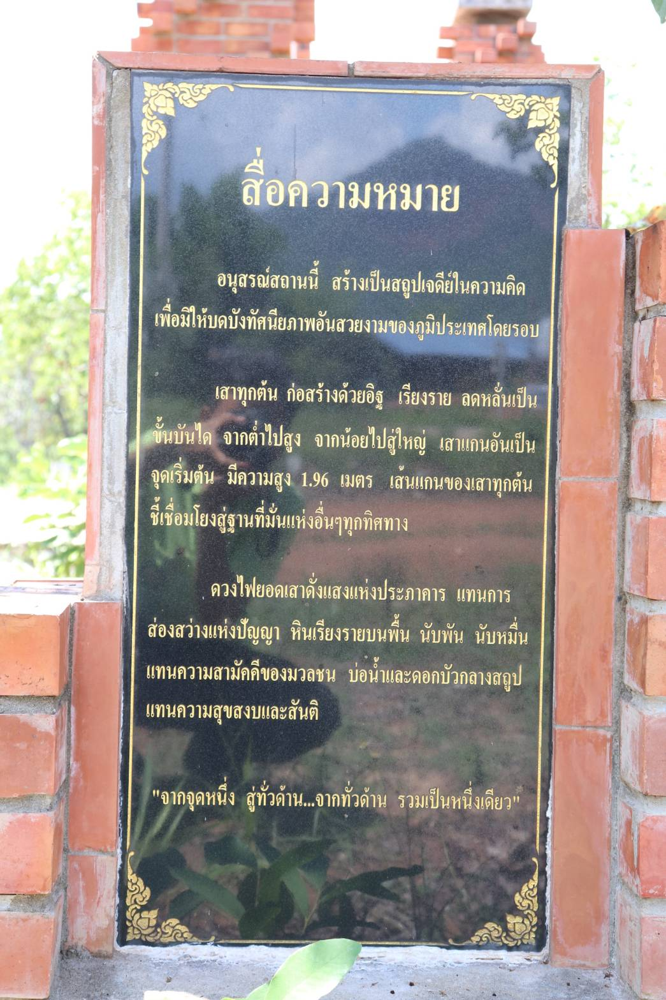 สื่อความหมาย
อนุสรณ์สถานนี้ สร้างเป็นสถูปเจดีย์ในความคิด
เพื่อมิให้บดบังทัศนียภาพอันสวยงามของภูมิประเทศโดยรอบ
เสาทุกต้น ก่อสร้างด้วยอิฐ เรียงราย ลดหลั่นเป็น
ขั้นบันได จากต่ำไปสูง จากน้อยไปสู่ใหญ่ เสาแกนอันเป็น
จุดเริ่มต้น มีความสูง 1.96 เมตร เส้นแกนของเสาทุกต้น
ชี้เชื่อมโยงสู่ฐานที่มั่นแห่งอื่นๆทุกทิศทาง
ดวงไฟยอดเสาดั่งแสงแห่งประภาคาร แทนการ
ส่องสว่างแห่งปัญญา หินเรียงรายบนพื้น นับพัน นับหมื่น
แทนความสามัคคีของมวลชน บ่อน้ำและดอกบัวกลางสถูป
แทนความสุขสงบและสันติ
"จากจุดหนึ่ง สู่ทั่วด้าน...จากทั่วด้าน รวมเป็นหนึ่งเดียว"